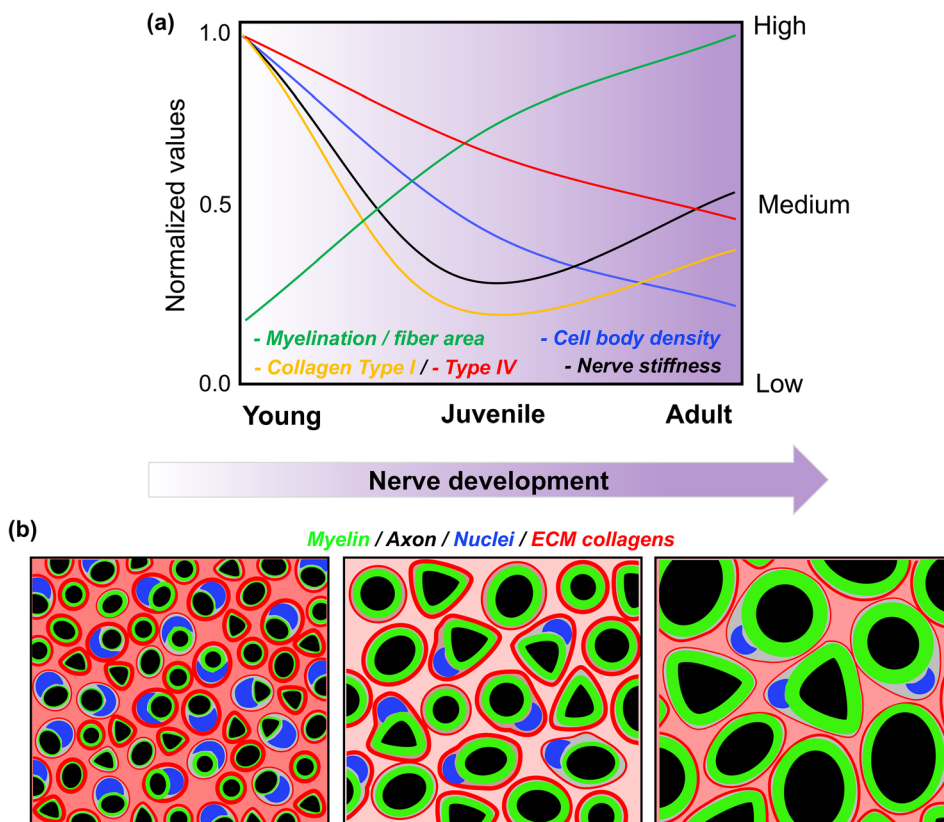 (a)
1.0
High
Normalized values
0.5
Medium
- Myelination / fiber area
- Cell body density
- Collagen Type I / - Type IV
- Nerve stiffness
0.0
Low
Young
Juvenile
Adult
Nerve development
(b)
Myelin / Axon / Nuclei / ECM collagens